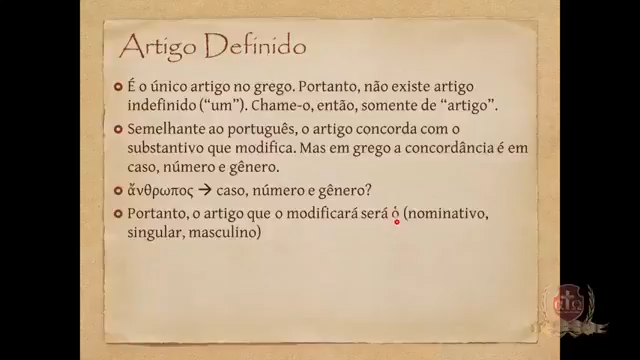 Artigo Definido
É o único artigo no grego. Portanto, não existe artigo
indefinido (“um”). Chame-o, então, somente de “artigo”.
Semelhante ao português, o artigo concorda com o
substantivo que modifica. Mas em grego a concordância é em
caso, número e gênero.
ἄνθρωπος → caso, número e gênero?
Portanto, o artigo que o modificará será ὁ (nominativo,
singular, masculino)